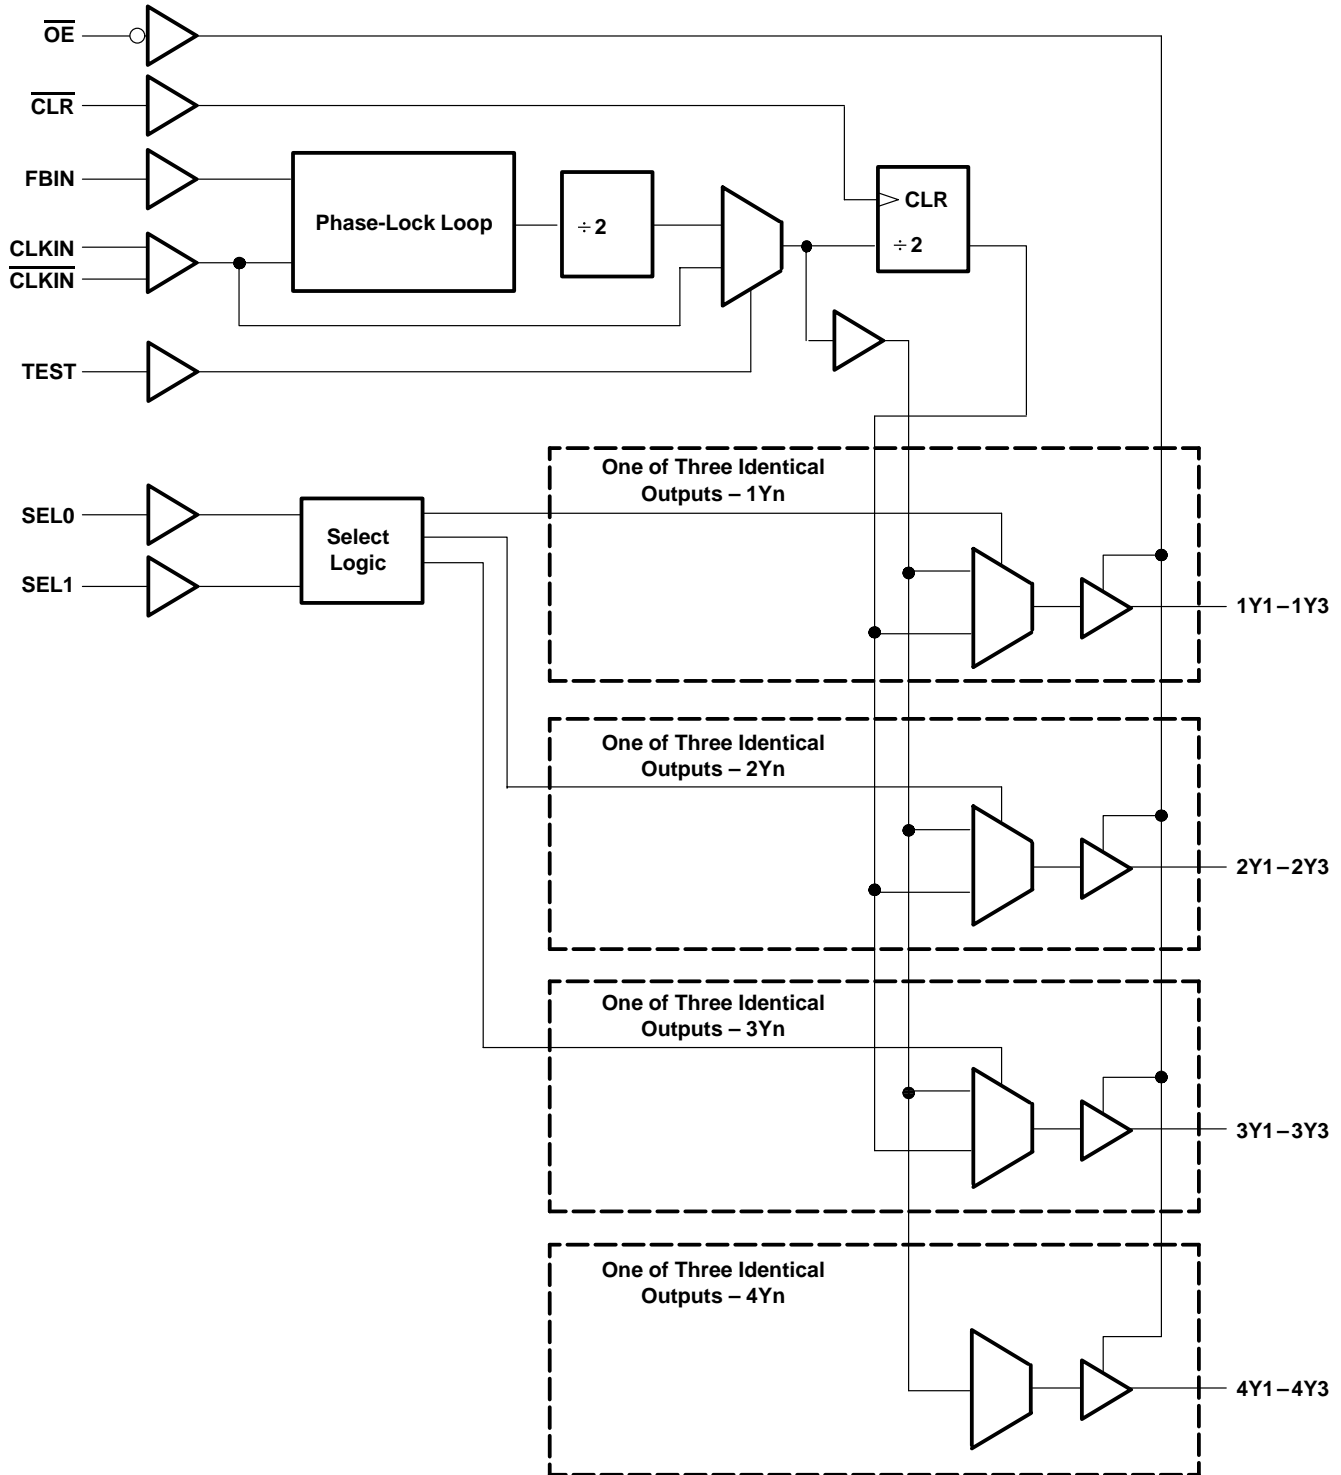 OE
CLR
FBIN
CLKIN
CLKIN
TEST
Phase-Lock Loop
÷2
CLR
÷2
SEL0
SEL1
Select
Logic
One of Three Identical
Outputs – 1Yn
1Y1–1Y3
One of Three Identical
Outputs – 2Yn
2Y1–2Y3
One of Three Identical
Outputs – 3Yn
3Y1–3Y3
One of Three Identical
Outputs – 4Yn
4Y1–4Y3